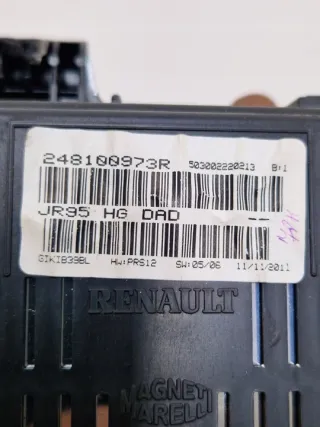 248100973R 503002220213 B:1
JR95 HG DAD --
GIKIB39BL HW:PRS12 SW:05/06 11/11/2011
RENAULT
MAGNETI
MARELLI